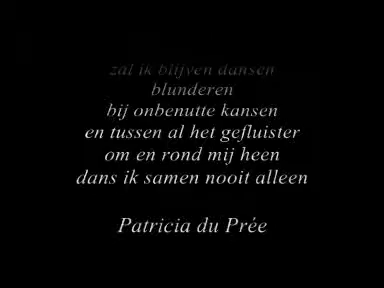 zal ik blijven dansen
blunderen
bij onbenutte kansen
en tussen al het gefluister
om en rond mij heen
dans ik samen nooit alleen
Patricia du Prée